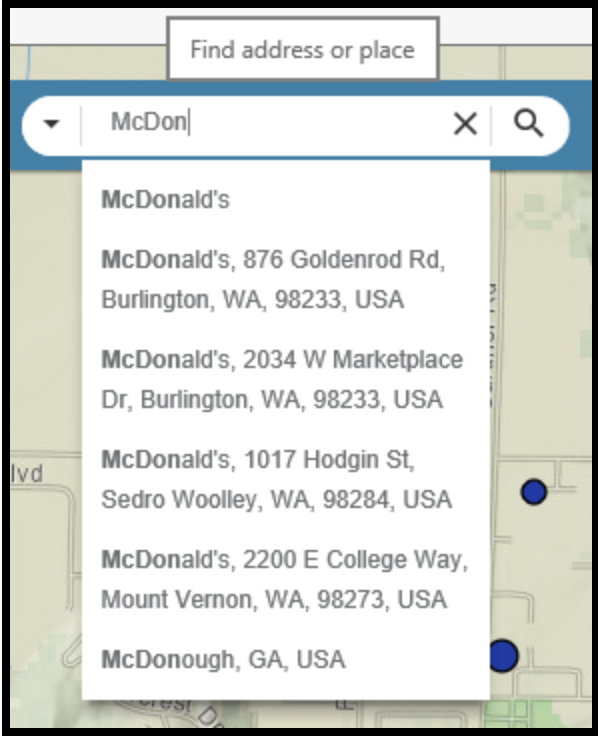 Find address or place
McDon
McDonald's
McDonald's, 876 Goldenrod Rd,
Burlington, WA, 98233, USA
McDonald's, 2034 W Marketplace
Dr, Burlington, WA, 98233, USA
McDonald's, 1017 Hodgin St,
Sedro Woolley, WA, 98284, USA
lvd
McDonald's, 2200 E College Way,
Mount Vernon, WA, 98273, USA
McDonough, GA, USA